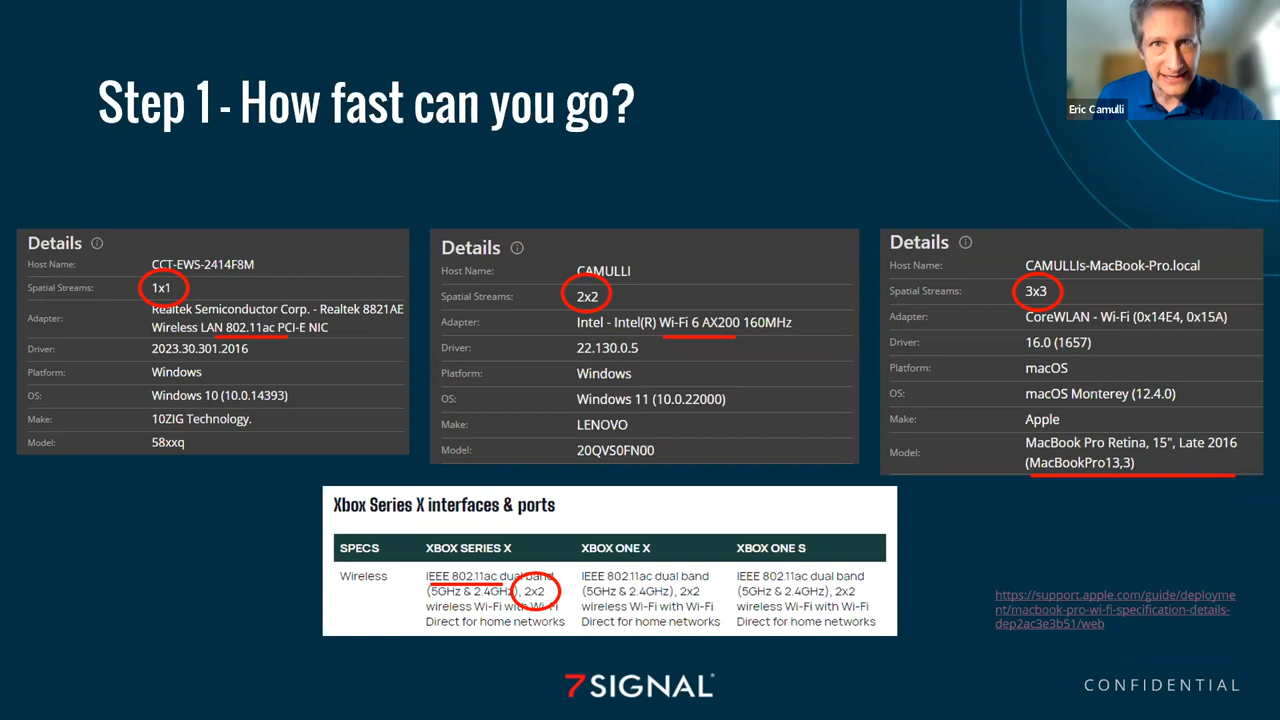 Step 1 - How fast can you go?
Eric Camulli
Details
Host Name: CCT-EWS-2414F8M
Spatial Streams: 1x1
Adapter: Realtek Semiconductor Corp. - Realtek 8821AE
Wireless LAN 802.11ac PCI-E NIC
Driver: 2023.30.301.2016
Platform: Windows
OS: Windows 10 (10.0.14393)
Make: 10ZIG Technology.
Model: 58xxq
Details
Host Name: CAMULLI
Spatial Streams: 2x2
Adapter: Intel - Intel(R) Wi-Fi 6 AX200 160MHz
Driver: 22.130.0.5
Platform: Windows
OS: Windows 11 (10.0.22000)
Make: LENOVO
Model: 20QVS0FN00
Details
Host Name: CAMULLIs-MacBook-Pro.local
Spatial Streams: 3x3
Adapter: CoreWLAN - Wi-Fi (0x14E4, 0x15A)
Driver: 16.0 (1657)
Platform: macOS
OS: macOS Monterey (12.4.0)
Make: Apple
Model: MacBook Pro Retina, 15", Late 2016
(MacBookPro13,3)
Xbox Series X interfaces & ports
SPECS XBOX SERIES X XBOX ONE X XBOX ONE S
Wireless IEEE 802.11ac dual band IEEE 802.11ac dual band IEEE 802.11ac dual band
(5GHz & 2.4GHz), 2x2 (5GHz & 2.4GHz), 2x2 (5GHz & 2.4GHz), 2x2
wireless Wi-Fi with Wi-Fi wireless Wi-Fi with Wi-Fi wireless Wi-Fi with Wi-Fi
Direct for home networks Direct for home networks Direct for home networks
https://support.apple.com/guide/deployme
nt/macbook-pro-wi-fi-specification-details-
dep2ac3e3b51/web
7SIGNAL®
CONFIDENTIAL